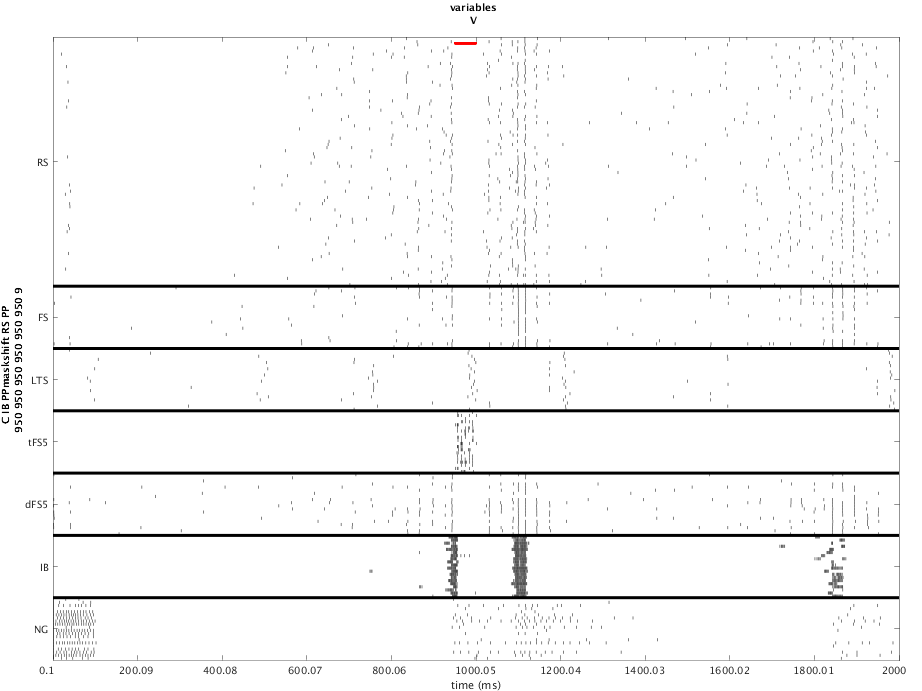 variables
V
RS
FS
LTS
tFS5
dFS5
IB
NG
C IB PPmaskshift RS PP
950 950 950 950 950 950 9
0.1 200.09 400.08 600.07 800.06 1000.05 1200.04 1400.03 1600.02 1800.01 2000
time (ms)